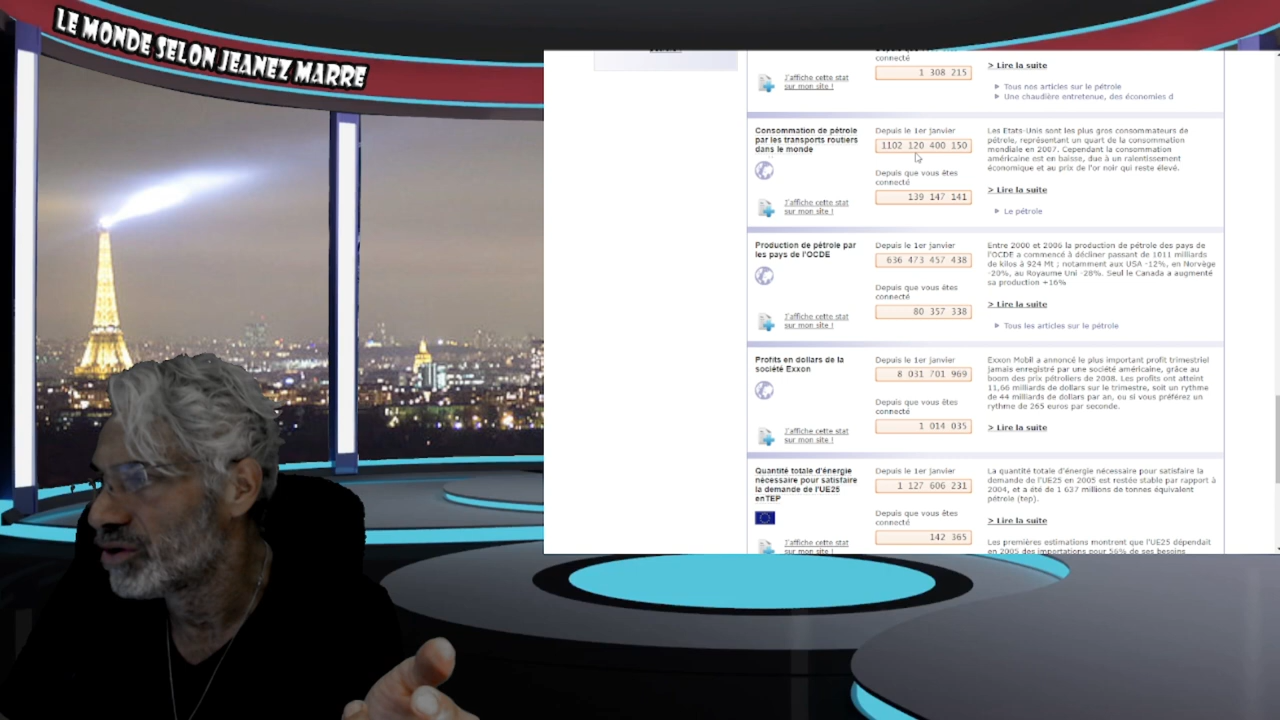 LE MONDE SELON JEANEZ MARRE
connecté
1 308 215
J'affiche cette stat
sur mon site !
> Lire la suite
Tous nos articles sur le pétrole
Une chaudière entretenue, des économies d
Consommation de pétrole
par les transports routiers
dans le monde
Depuis le 1er janvier
1102 120 400 150
Depuis que vous êtes
connecté
139 147 141
J'affiche cette stat
sur mon site !
Les Etats-Unis sont les plus gros consommateurs de
pétrole, représentant un quart de la consommation
mondiale en 2007. Cependant la consommation
américaine est en baisse, due à un ralentissement
économique et au prix de l'or noir qui reste élevé.
> Lire la suite
Le pétrole
Production de pétrole par
les pays de l'OCDE
Depuis le 1er janvier
636 473 457 438
Depuis que vous êtes
connecté
80 357 338
J'affiche cette stat
sur mon site !
Entre 2000 et 2006 la production de pétrole des pays de
l'OCDE a commencé à décliner passant de 1011 milliards
de kilos à 924 Mt ; notamment aux USA -12%, en Norvège
-20%, au Royaume Uni -28%. Seul le Canada a augmenté
sa production +16%
> Lire la suite
Tous les articles sur le pétrole
Profits en dollars de la
société Exxon
Depuis le 1er janvier
8 031 701 969
Depuis que vous êtes
connecté
1 014 035
J'affiche cette stat
sur mon site !
Exxon Mobil a annoncé le plus important profit trimestriel
jamais enregistré par une société américaine, grâce au
boom des prix pétroliers de 2008. Les profits ont atteint
11,66 milliards de dollars sur le trimestre, soit un rythme
de 44 milliards de dollars par an, ou si vous préférez un
rythme de 265 euros par seconde.
> Lire la suite
Quantité totale d'énergie
nécessaire pour satisfaire
la demande de l'UE25
enTEP
Depuis le 1er janvier
1 127 606 231
Depuis que vous êtes
connecté
142 365
J'affiche cette stat
sur mon site !
La quantité totale d'énergie nécessaire pour satisfaire la
demande de l'UE25 en 2005 est restée stable par rapport à
2004, et a été de 1 637 millions de tonnes équivalent
pétrole (tep).
> Lire la suite
Les premières estimations montrent que l'UE25 dépendait
en 2005 des importations pour 56% de ses besoins